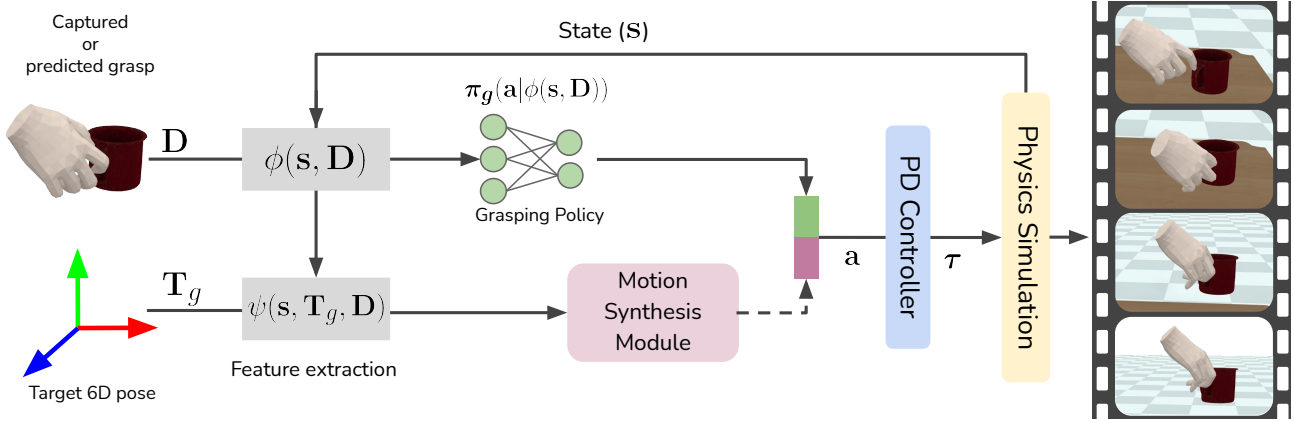 Captured
or
predicted grasp
State (s)
π_g(a|ϕ(s, D))
D
ϕ(s, D)
Grasping Policy
T_g
ψ(s, T_g, D)
Motion
Synthesis
Module
a
PD Controller
τ
Physics Simulation
Feature extraction
Target 6D pose